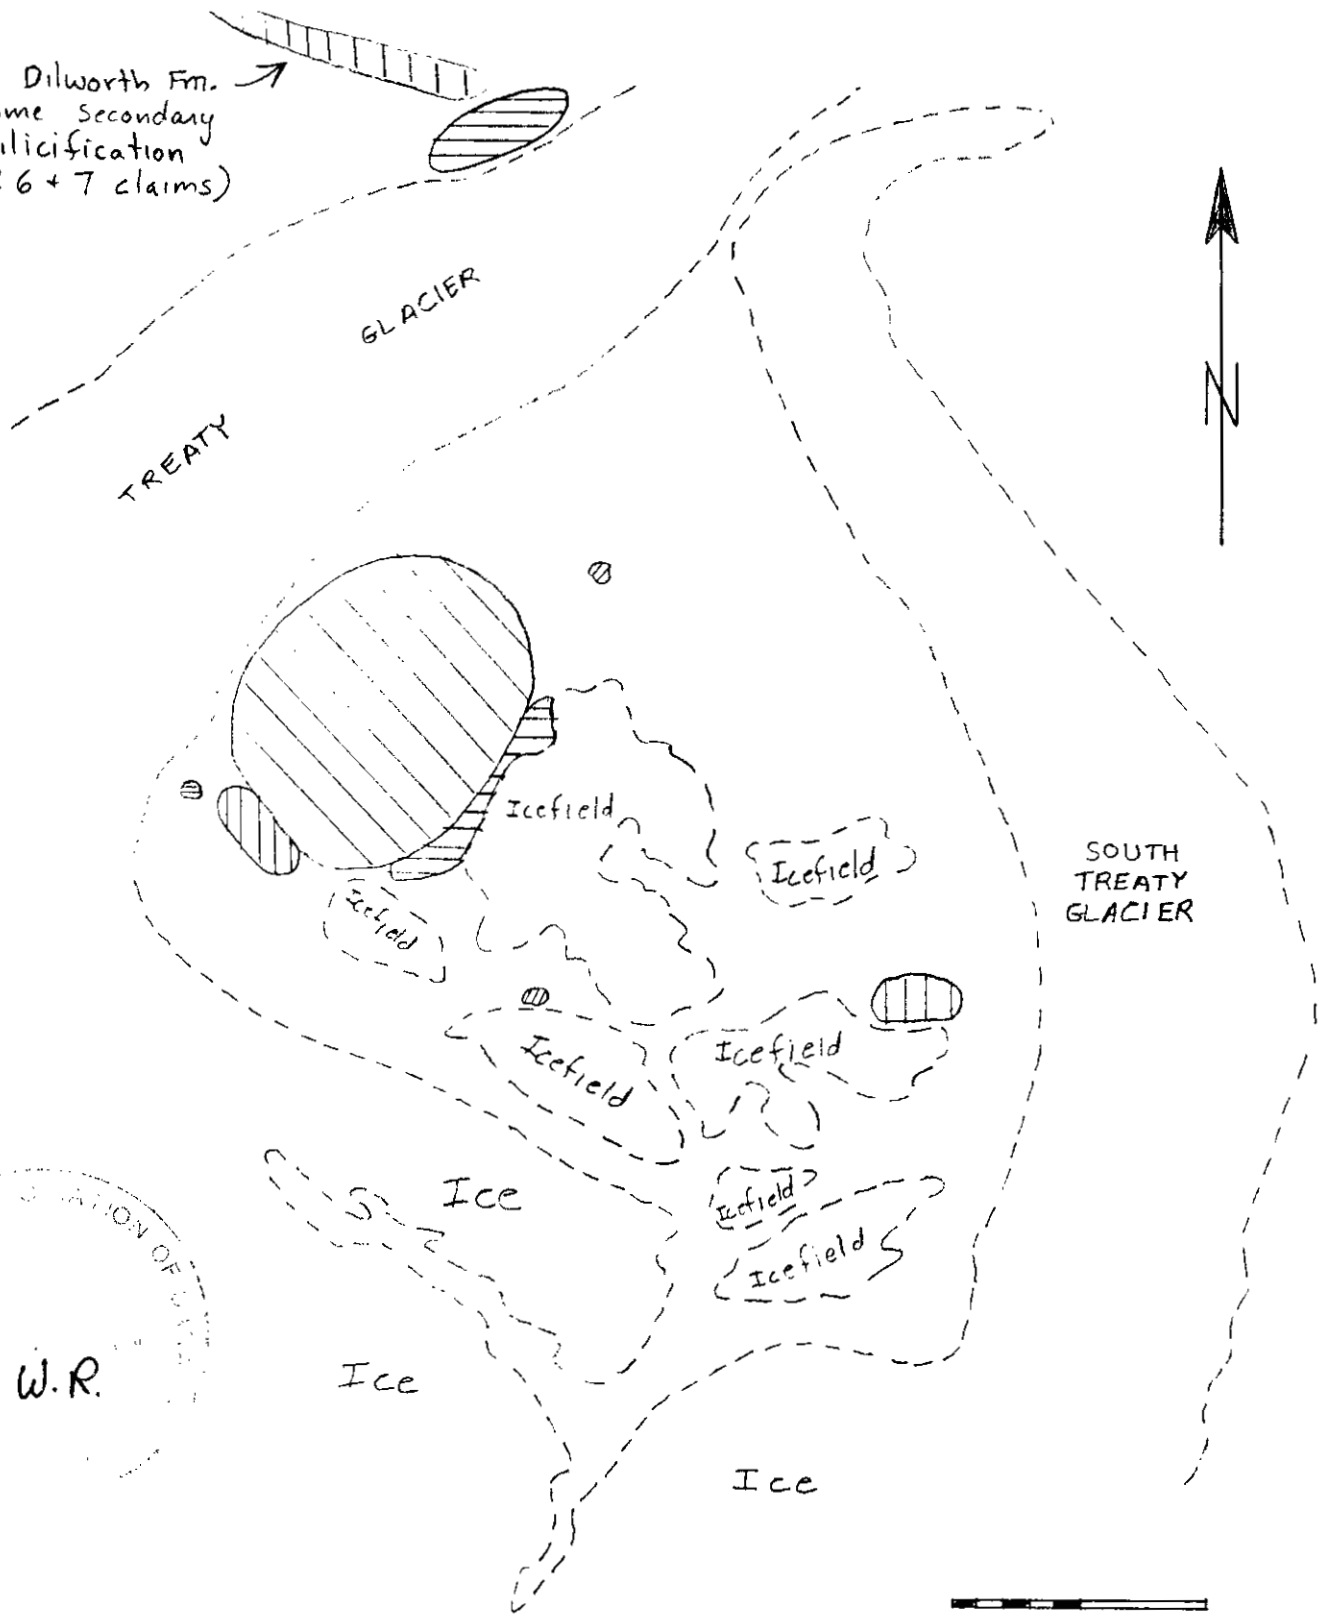 Dilworth Fm.
Secondary
6 + 7 claims)
GLACIER
TREATY
N
Icefield
Icefield
SOUTH
TREATY
GLACIER
Icefield
Icefield
Icefield
Ice
Icefield
Icefield
W.R.
Ice
Ice
OF